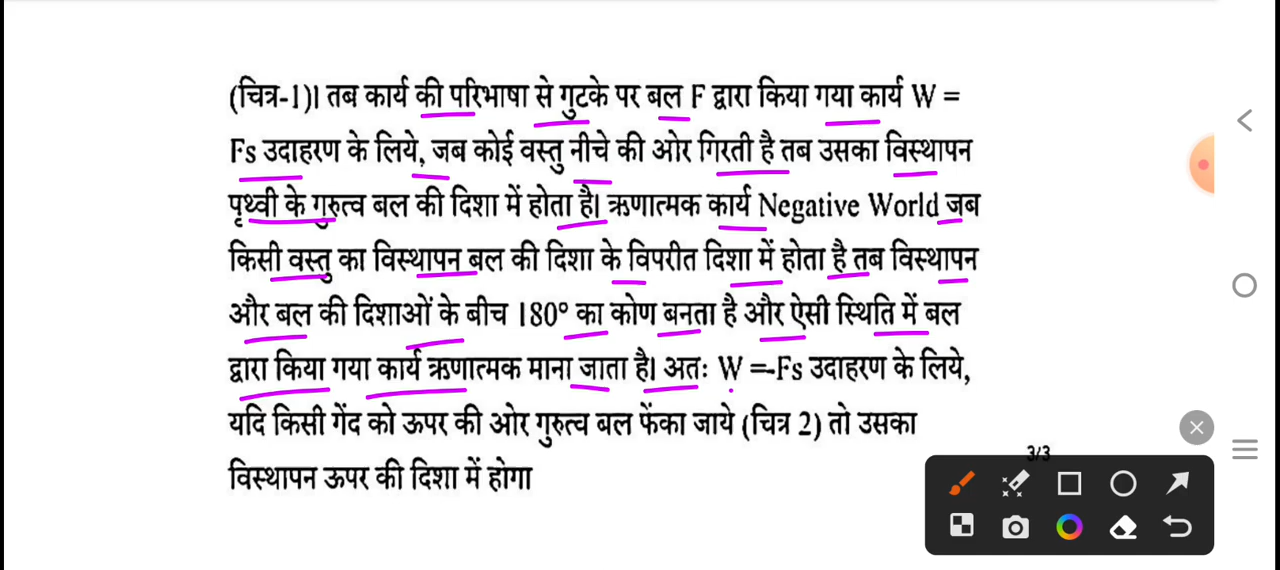 (चित्र-1)। तब कार्य की परिभाषा से गुटके पर बल F द्वारा किया गया कार्य W =
Fs उदाहरण के लिये, जब कोई वस्तु नीचे की ओर गिरती है तब उसका विस्थापन
पृथ्वी के गुरुत्व बल की दिशा में होता है। ऋणात्मक कार्य Negative World जब
किसी वस्तु का विस्थापन बल की दिशा के विपरीत दिशा में होता है तब विस्थापन
और बल की दिशाओं के बीच 180° का कोण बनता है और ऐसी स्थिति में बल
द्वारा किया गया कार्य ऋणात्मक माना जाता है। अतः W =-Fs उदाहरण के लिये,
यदि किसी गेंद को ऊपर की ओर गुरुत्व बल फेंका जाये (चित्र 2) तो उसका
विस्थापन ऊपर की दिशा में होगा
3/3